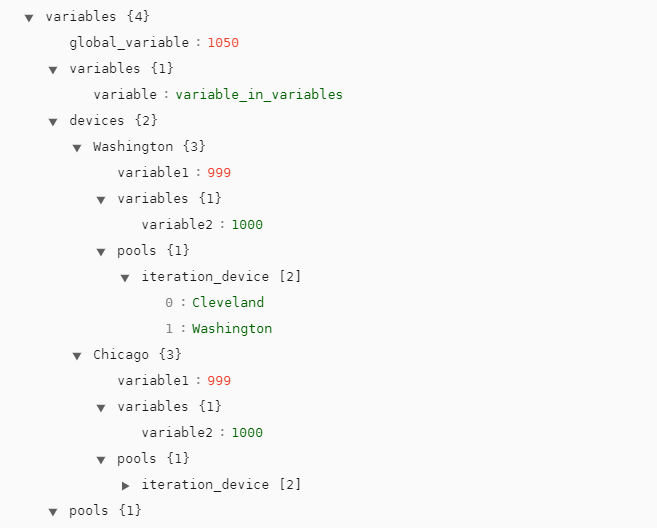 variables {4}
global_variable : 1050
variables {1}
variable : variable_in_variables
devices {2}
Washington {3}
variable1 : 999
variables {1}
variable2 : 1000
pools {1}
iteration_device [2]
0 : Cleveland
1 : Washington
Chicago {3}
variable1 : 999
variables {1}
variable2 : 1000
pools {1}
iteration_device [2]
pools {1}